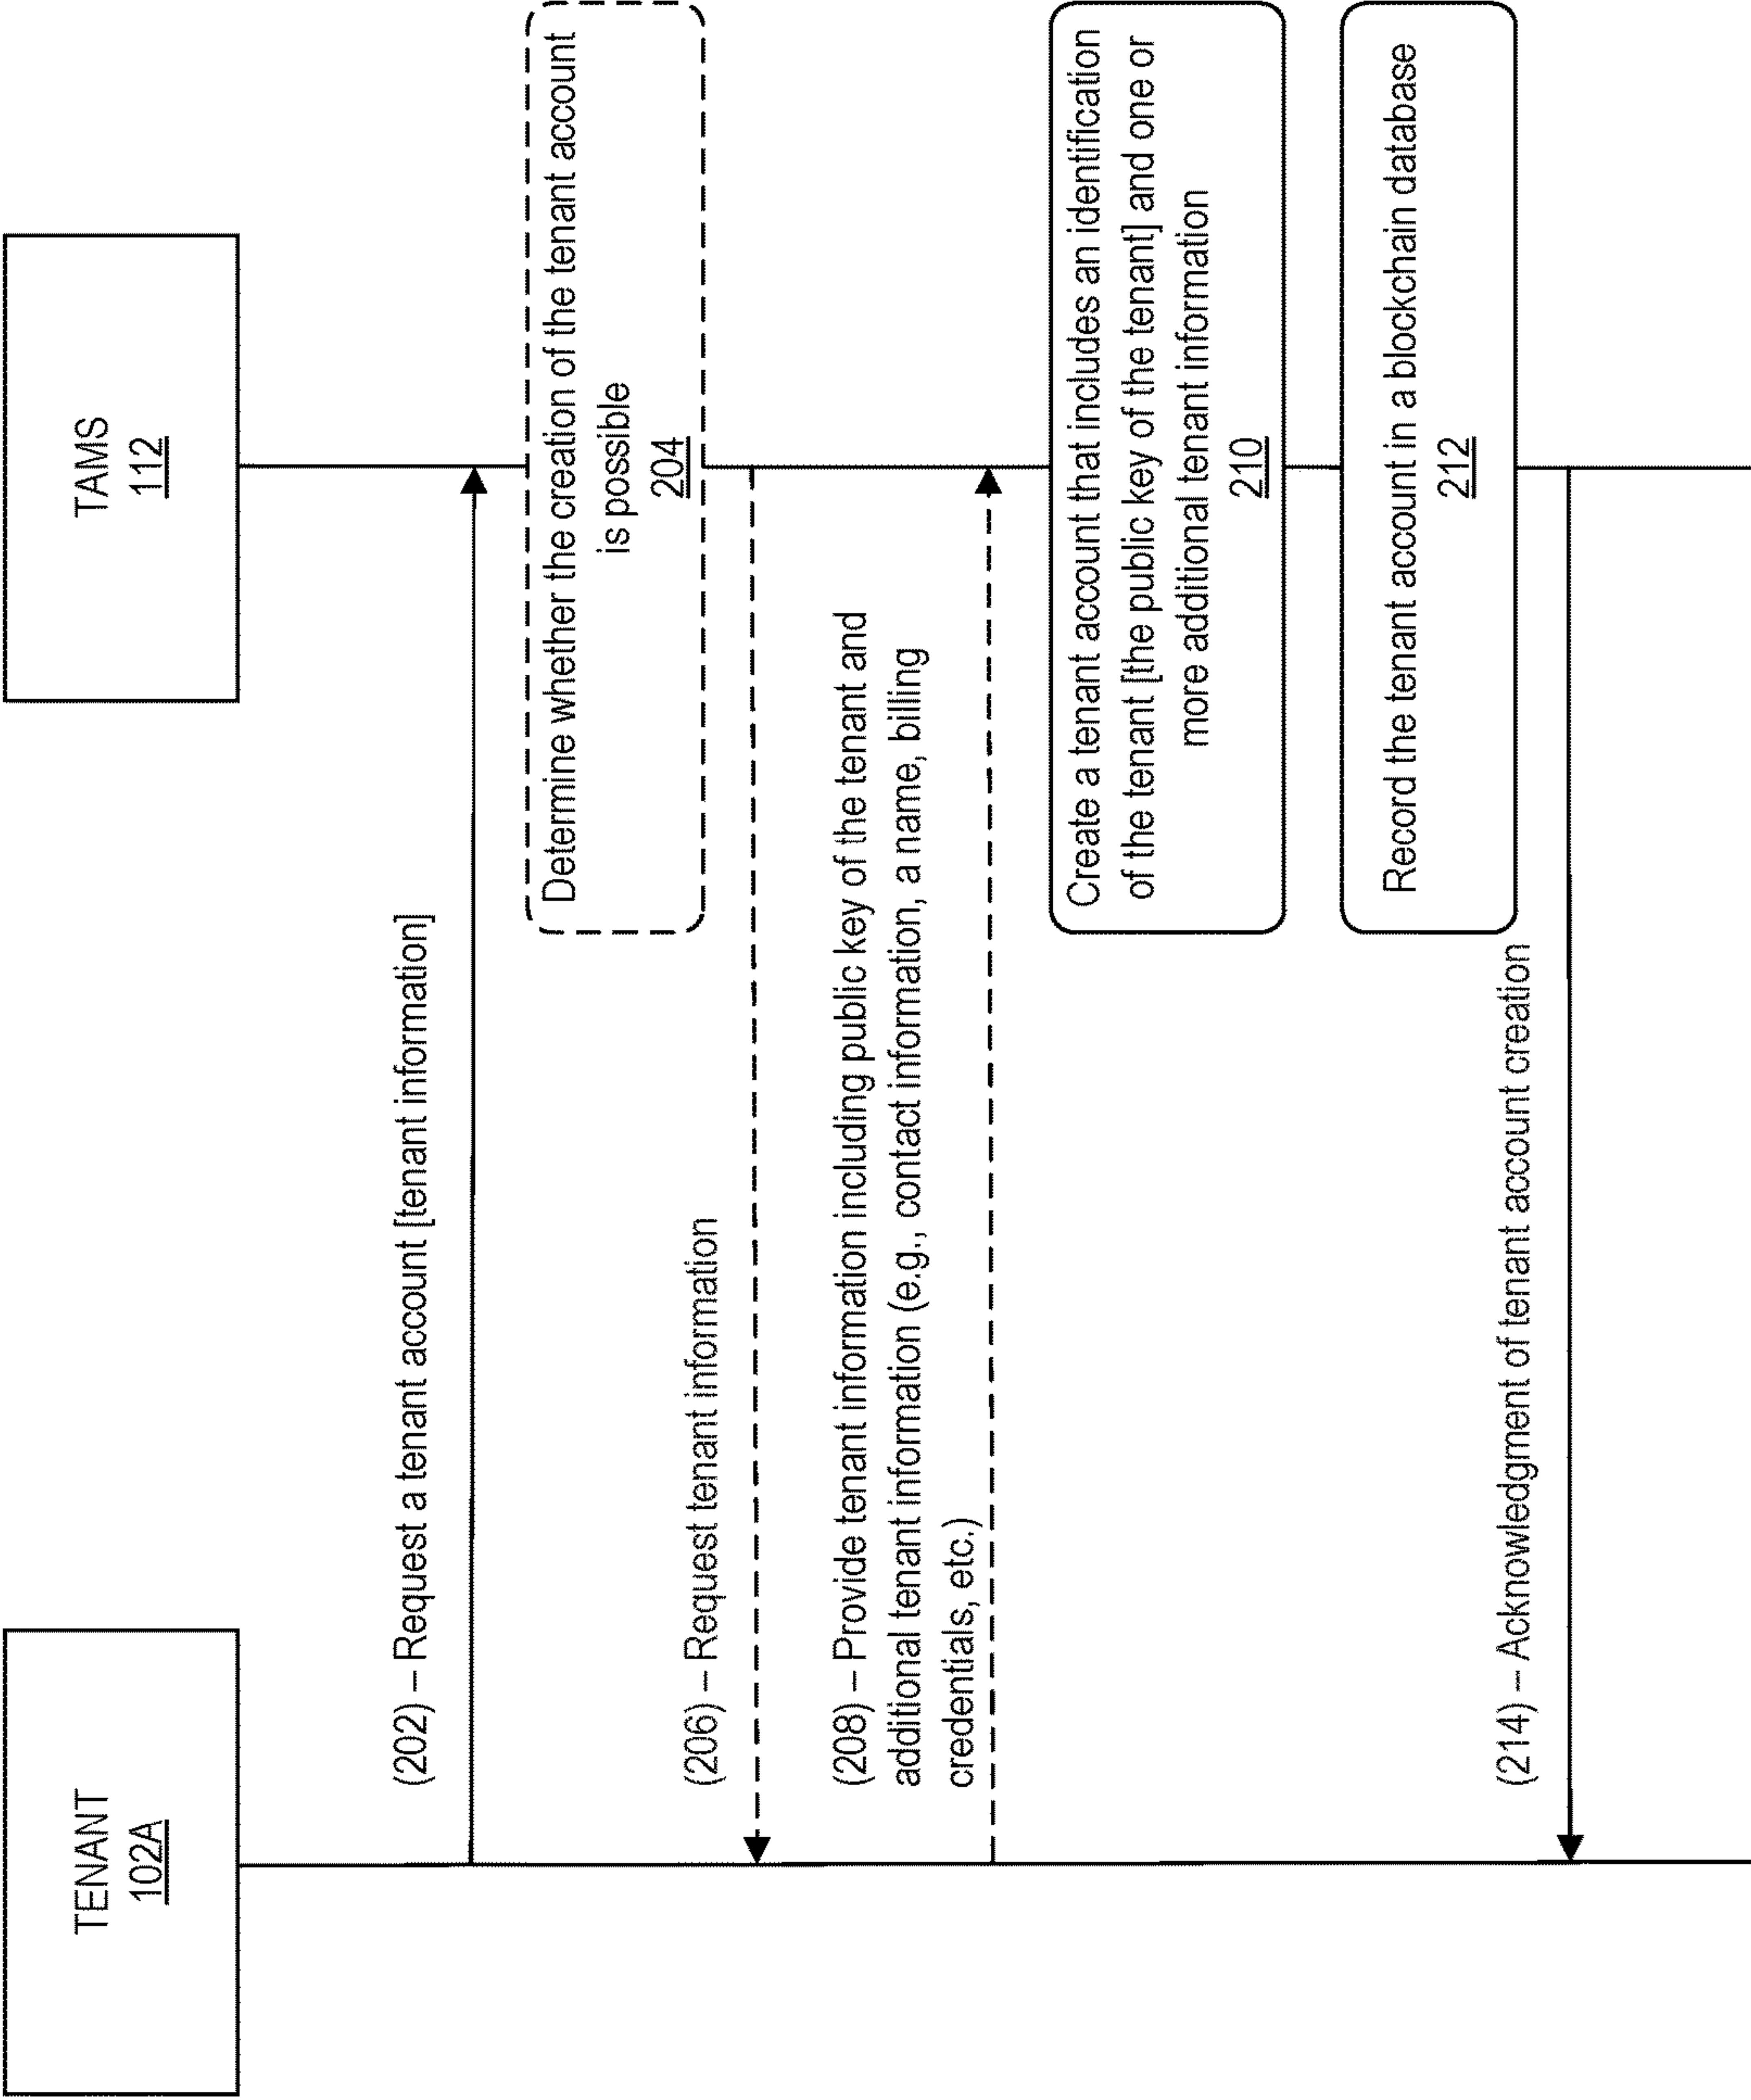 TENANT
102A
TAMS
112
(202) – Request a tenant account [tenant information]
Determine whether the creation of the tenant account
is possible
204
(206) – Request tenant information
(208) – Provide tenant information including public key of the tenant and
additional tenant information (e.g., contact information, a name, billing
credentials, etc.)
Create a tenant account that includes an identification
of the tenant [the public key of the tenant] and one or
more additional tenant information
210
Record the tenant account in a blockchain database
212
(214) – Acknowledgment of tenant account creation